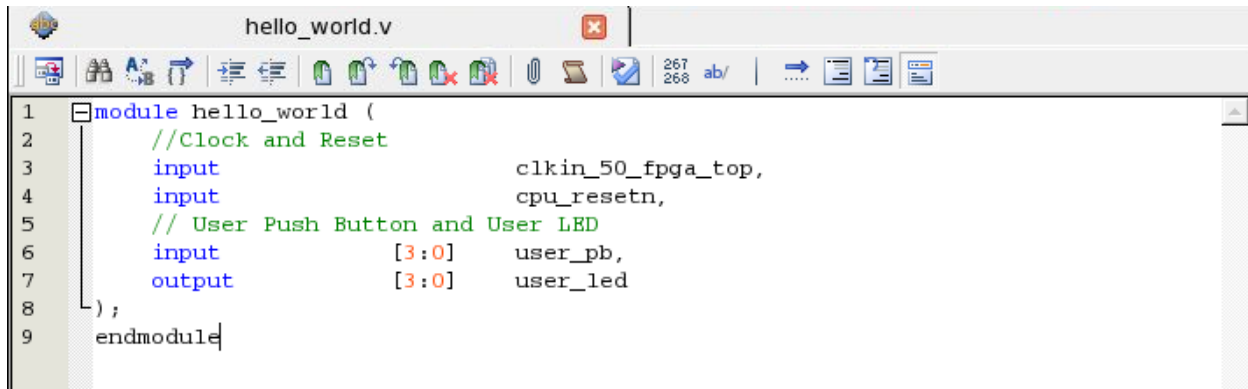 hello_world.v
267
268 ab/
1 module hello_world (
2 //Clock and Reset
3 input clkin_50_fpga_top,
4 input cpu_resetn,
5 // User Push Button and User LED
6 input [3:0] user_pb,
7 output [3:0] user_led
8 );
9 endmodule